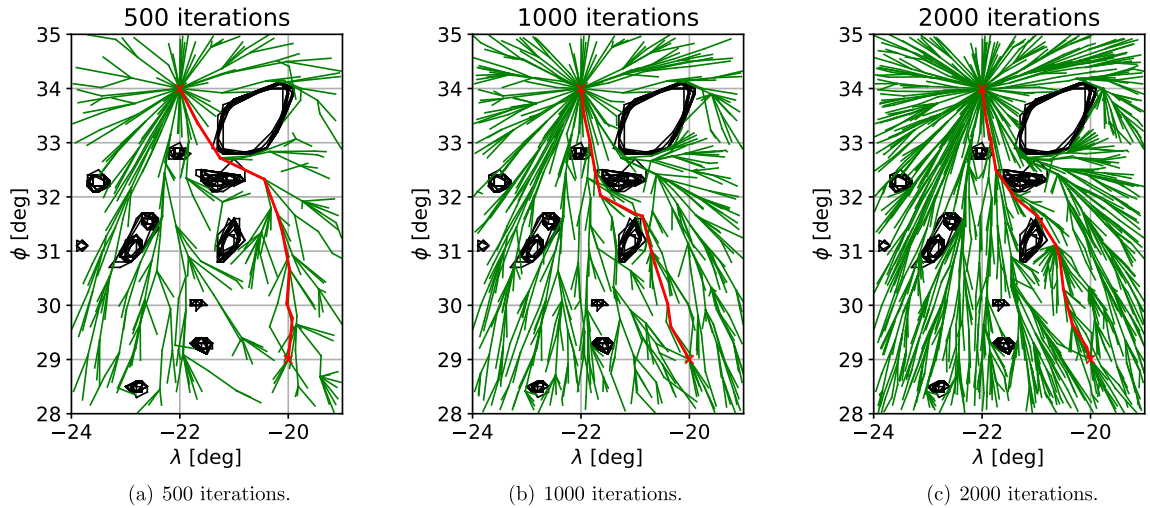 500 iterations
1000 iterations
2000 iterations
35
34
33
32
31
30
29
28
ϕ [deg]
−24
−22
−20
λ [deg]
35
34
33
32
31
30
29
28
ϕ [deg]
−24
−22
−20
λ [deg]
35
34
33
32
31
30
29
28
ϕ [deg]
−24
−22
−20
λ [deg]
(a) 500 iterations.
(b) 1000 iterations.
(c) 2000 iterations.